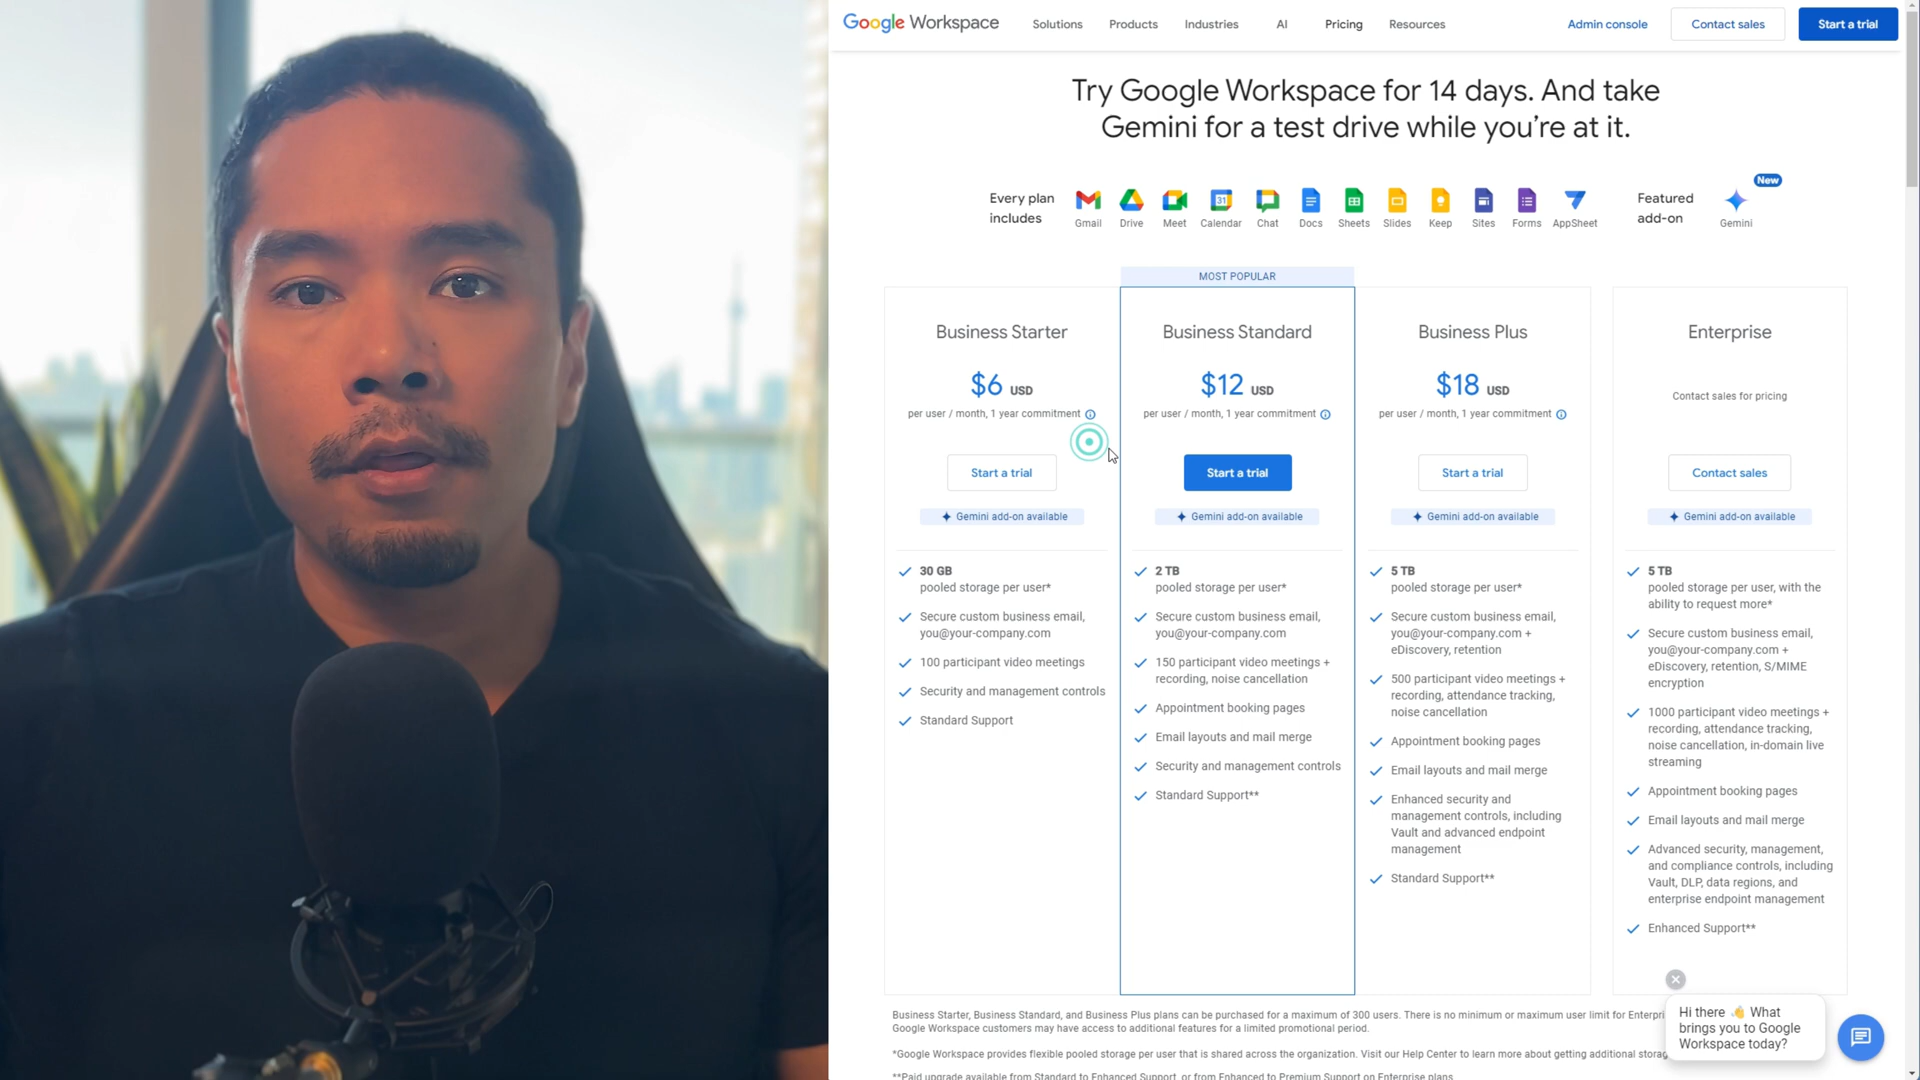 Google Workspace
Solutions
Products
Industries
AI
Pricing
Resources
Admin console
Contact sales
Start a trial
Try Google Workspace for 14 days. And take
Gemini for a test drive while you’re at it.
Every plan
includes
31
Gmail
Drive
Meet
Calendar
Chat
Docs
Sheets
Slides
Keep
Sites
Forms
AppSheet
Featured
add-on
New
Gemini
MOST POPULAR
Business Starter
$6 USD
per user / month, 1 year commitment
Start a trial
Gemini add-on available
30 GB
pooled storage per user*
Secure custom business email,
you@your-company.com
100 participant video meetings
Security and management controls
Standard Support
Business Standard
$12 USD
per user / month, 1 year commitment
Start a trial
Gemini add-on available
2 TB
pooled storage per user*
Secure custom business email,
you@your-company.com
150 participant video meetings +
recording, noise cancellation
Appointment booking pages
Email layouts and mail merge
Security and management controls
Standard Support**
Business Plus
$18 USD
per user / month, 1 year commitment
Start a trial
Gemini add-on available
5 TB
pooled storage per user*
Secure custom business email,
you@your-company.com +
eDiscovery, retention
500 participant video meetings +
recording, attendance tracking,
noise cancellation
Appointment booking pages
Email layouts and mail merge
Enhanced security and
management controls, including
Vault and advanced endpoint
management
Standard Support**
Enterprise
Contact sales for pricing
Contact sales
Gemini add-on available
5 TB
pooled storage per user, with the
ability to request more*
Secure custom business email,
you@your-company.com +
eDiscovery, retention, S/MIME
encryption
1000 participant video meetings +
recording, attendance tracking,
noise cancellation, in-domain live
streaming
Appointment booking pages
Email layouts and mail merge
Advanced security, management,
and compliance controls, including
Vault, DLP, data regions, and
enterprise endpoint management
Enhanced Support**
Business Starter, Business Standard, and Business Plus plans can be purchased for a maximum of 300 users. There is no minimum or maximum user limit for
Google Workspace customers may have access to additional features for a limited promotional period.
*Google Workspace provides flexible pooled storage per user that is shared across the organization. Visit our Help Center to learn more about getting additional
**Paid upgrade available from Standard to Enhanced Support, or from Enhanced to Premium Support on Enterprise plans
Hi there 👋 What
brings you to Google
Workspace today?